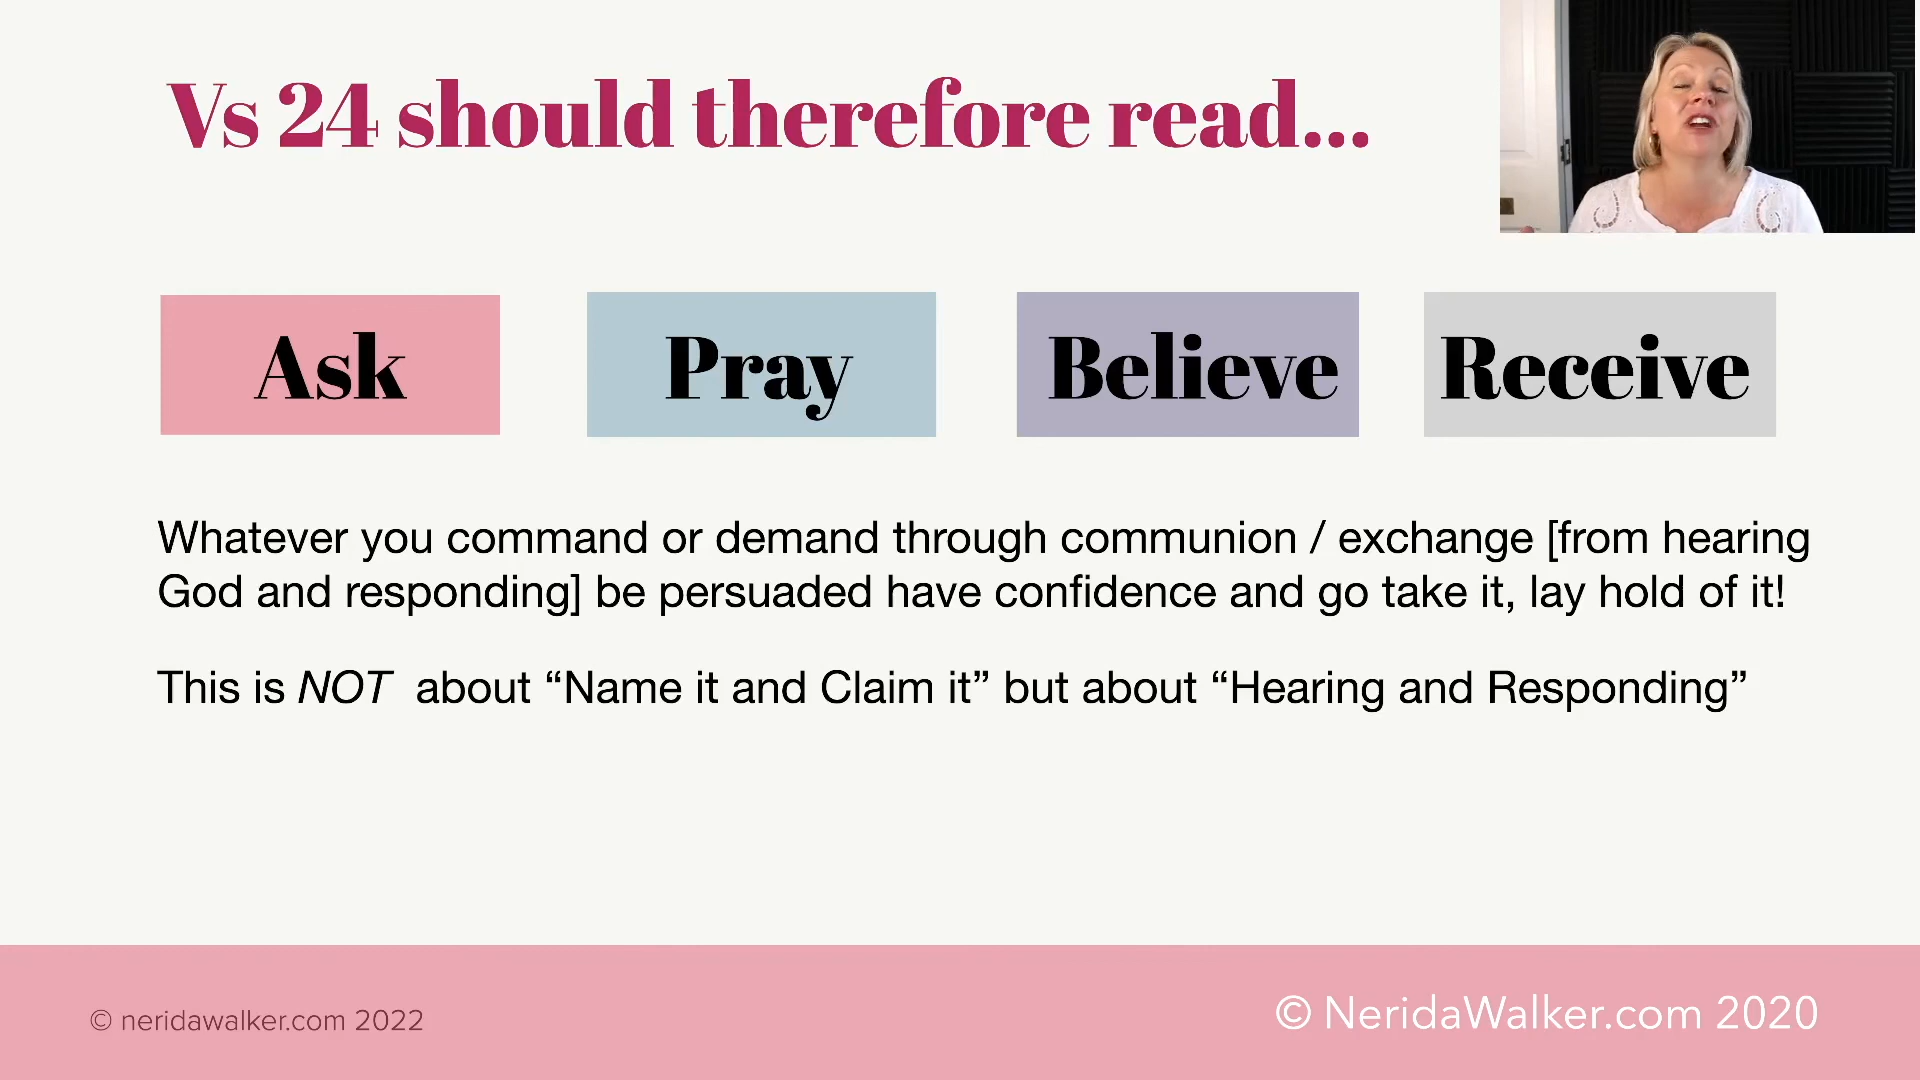 Vs 24 should therefore read...
Ask
Pray
Believe
Receive
Whatever you command or demand through communion / exchange [from hearing
God and responding] be persuaded have confidence and go take it, lay hold of it!
This is NOT about “Name it and Claim it” but about “Hearing and Responding”
© neridawalker.com 2022
© NeridaWalker.com 2020